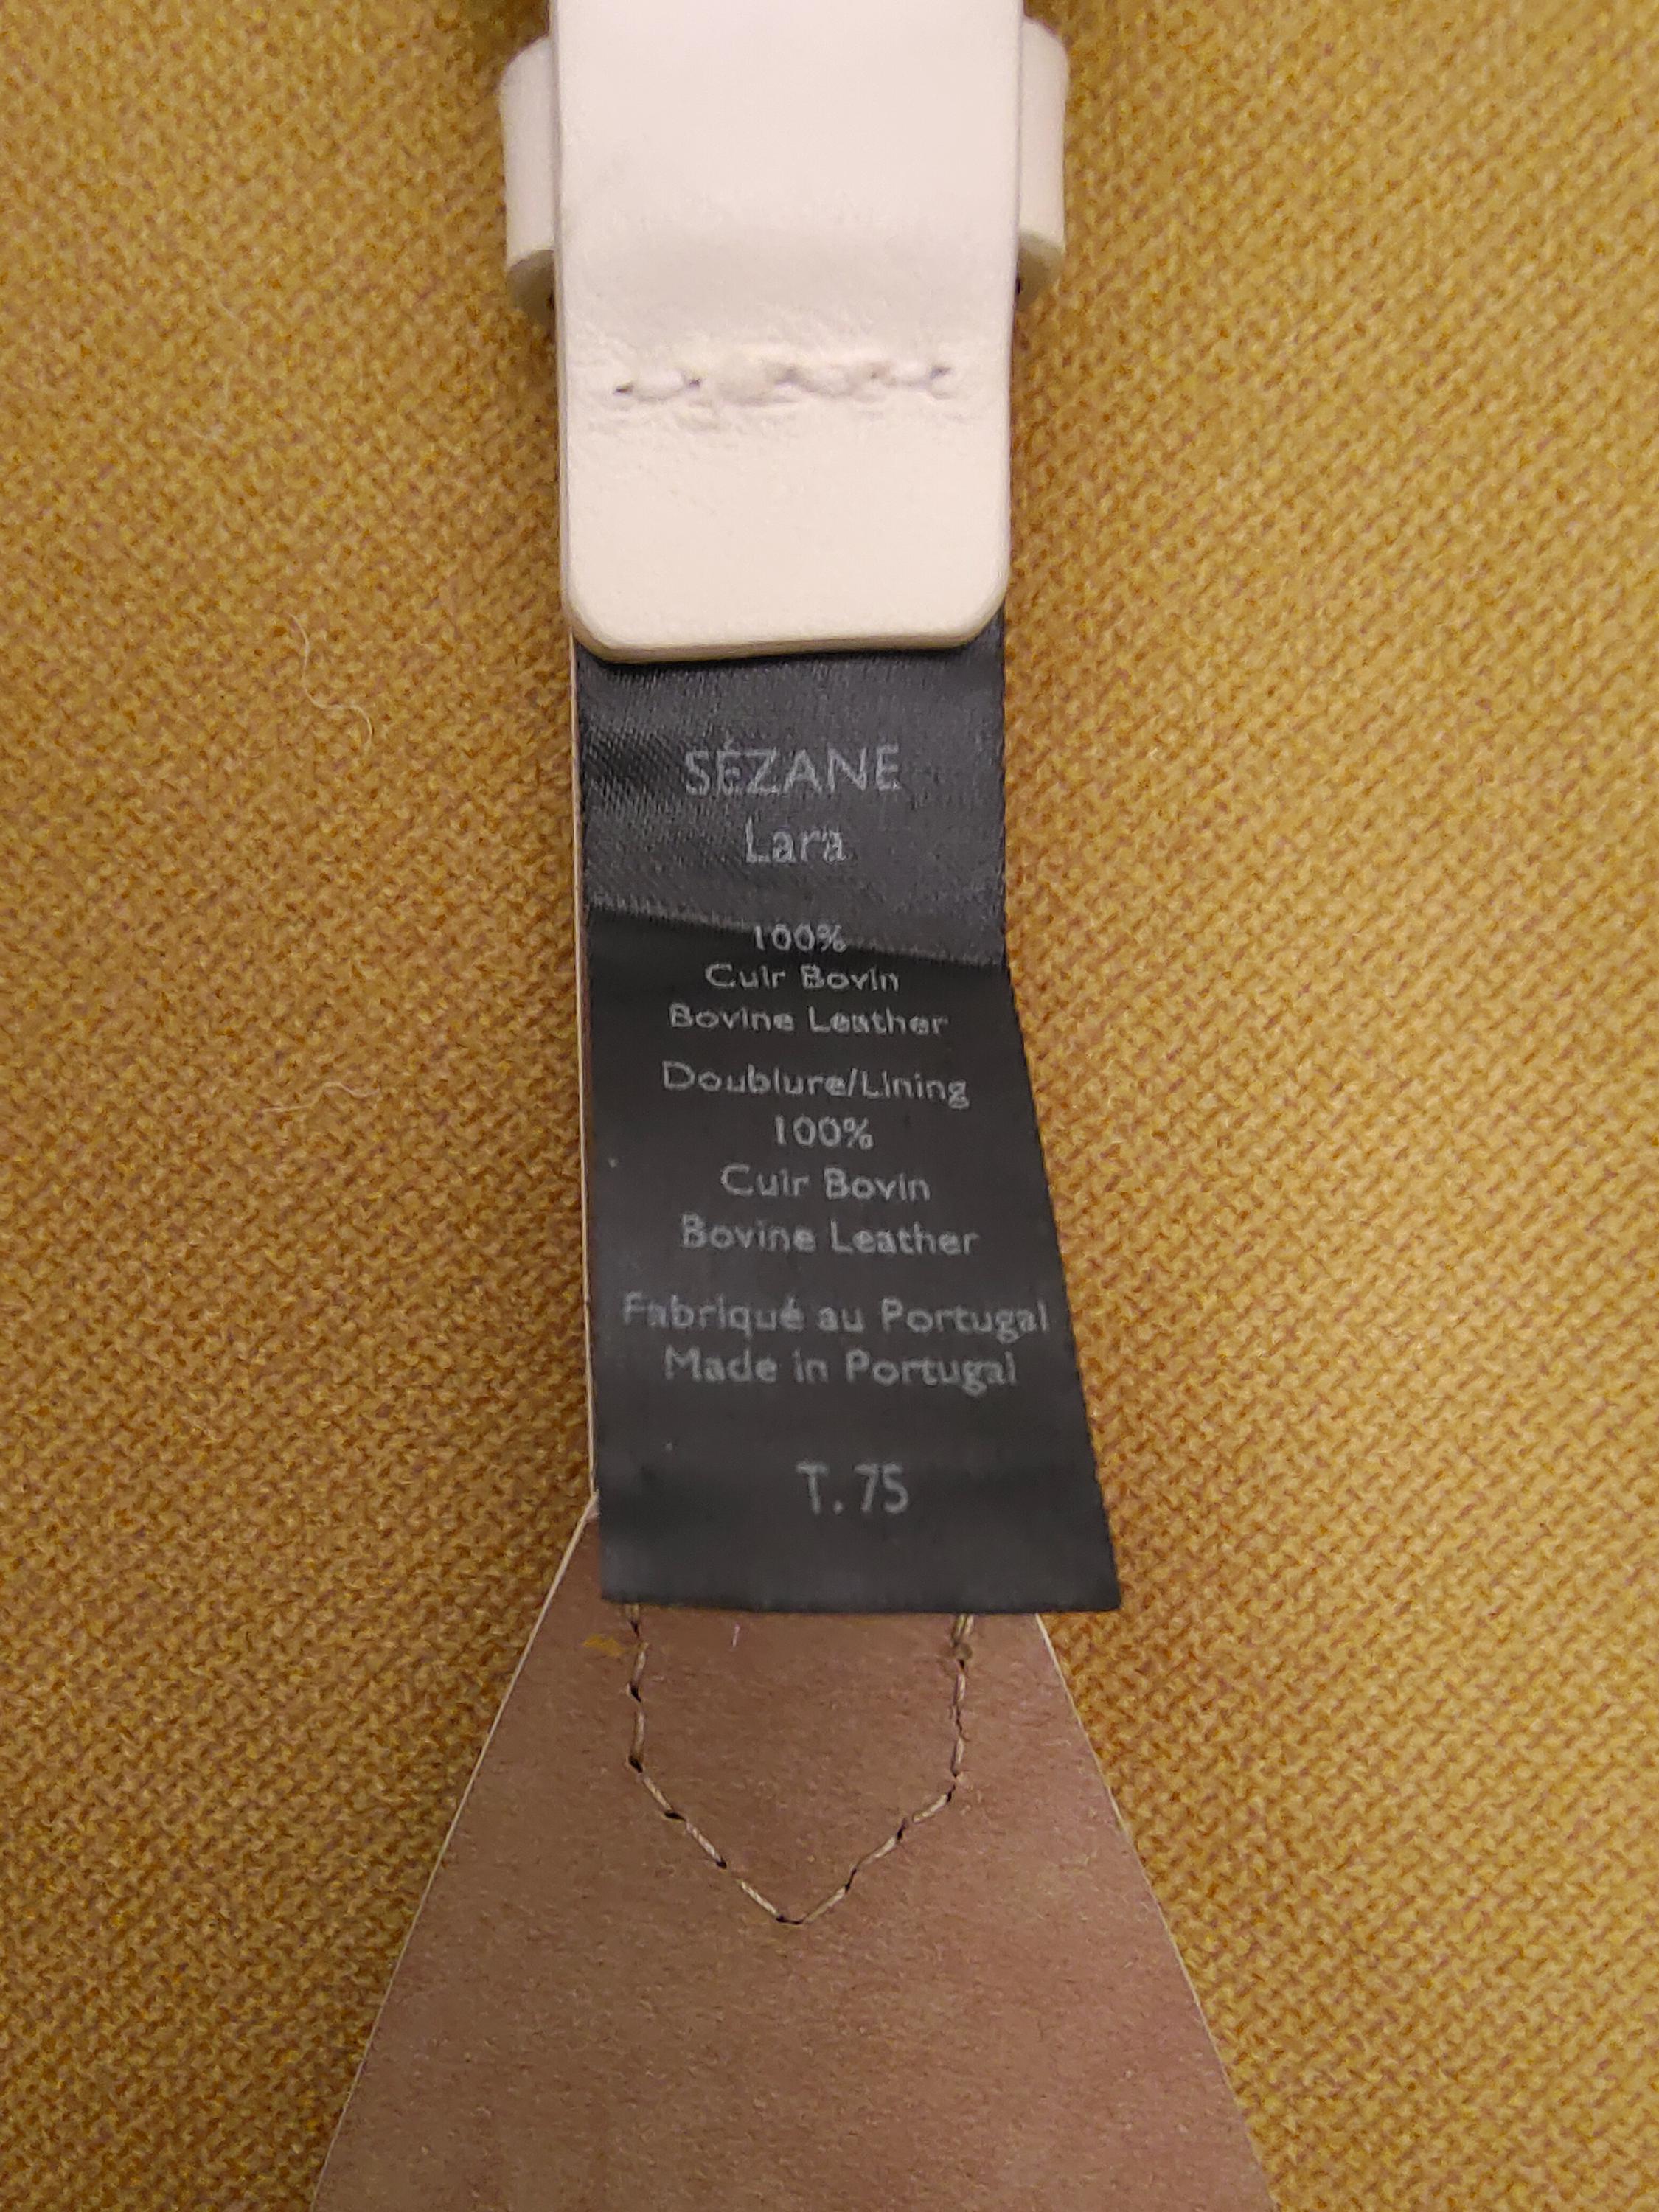 SÉZANE
Lara
100%
Cuir Bovin
Bovine Leather
Doublure/Lining
100%
Cuir Bovin
Bovine Leather
Fabriqué au Portugal
Made in Portugal
T. 75